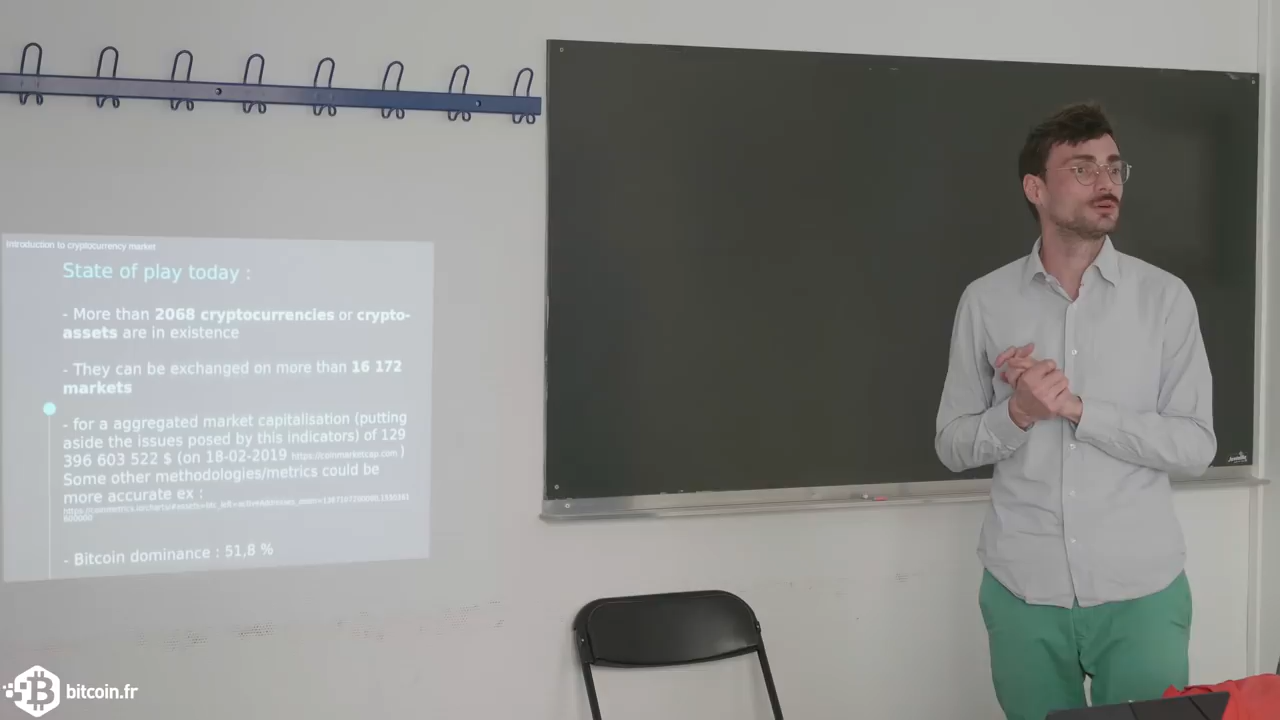 Introduction to cryptocurrency market
State of play today :
- More than 2068 cryptocurrencies or crypto-
assets are in existence
- They can be exchanged on more than 16 172
markets
- for a aggregated market capitalisation (putting
aside the issues posed by this indicators) of 129
396 603 522 $ (on 18-02-2019 https://coinmarketcap.com )
Some other methodologies/metrics could be
more accurate ex :
600000
- Bitcoin dominance : 51,8 %
bitcoin.fr